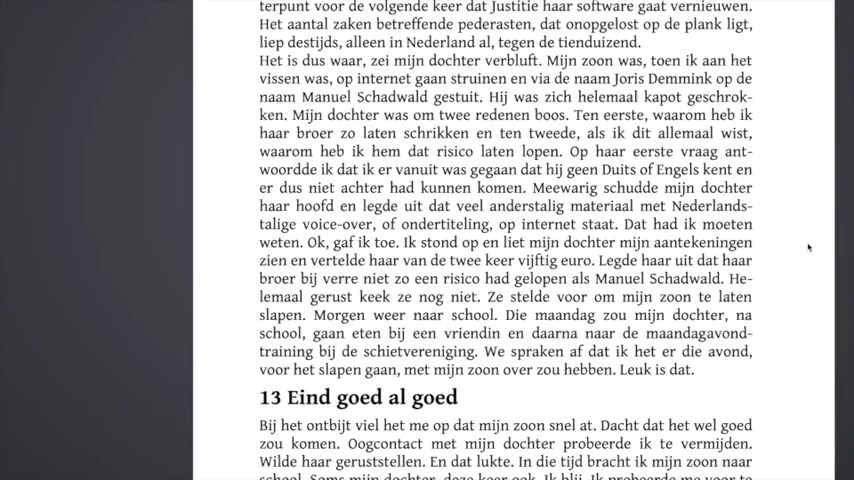 terpunt voor de volgende keer dat Justitie haar software gaat vernieuwen.
Het aantal zaken betreffende pederasten, dat onopgelost op de plank ligt,
liep destijds, alleen in Nederland al, tegen de tienduizend.
Het is dus waar, zei mijn dochter verbluft. Mijn zoon was, toen ik aan het
vissen was, op internet gaan struinen en via de naam Joris Demmink op de
naam Manuel Schadwald gestuit. Hij was zich helemaal kapot geschrok-
ken. Mijn dochter was om twee redenen boos. Ten eerste, waarom heb ik
haar broer zo laten schrikken en ten tweede, als ik dit allemaal wist,
waarom heb ik hem dat risico laten lopen. Op haar eerste vraag ant-
woordde ik dat ik er vanuit was gegaan dat hij geen Duits of Engels kent en
er dus niet achter had kunnen komen. Meewarig schudde mijn dochter
haar hoofd en legde uit dat veel anderstalig materiaal met Nederlands-
talige voice-over, of ondertiteling, op internet staat. Dat had ik moeten
weten. Ok, gaf ik toe. Ik stond op en liet mijn dochter mijn aantekeningen
zien en vertelde haar van de twee keer vijftig euro. Legde haar uit dat haar
broer bij verre niet zo een risico had gelopen als Manuel Schadwald. He-
lemaal gerust keek ze nog niet. Ze stelde voor om mijn zoon te laten
slapen. Morgen weer naar school. Die maandag zou mijn dochter, na
school, gaan eten bij een vriendin en daarna naar de maandagavond-
training bij de schietvereniging. We spraken af dat ik het er die avond,
voor het slapen gaan, met mijn zoon over zou hebben. Leuk is dat.
13 Eind goed al goed
Bij het ontbijt viel het me op dat mijn zoon snel at. Dacht dat het wel goed
zou komen. Oogcontact met mijn dochter probeerde ik te vermijden.
Wilde haar geruststellen. En dat lukte. In die tijd bracht ik mijn zoon naar
school. Soms mijn dochter, deze keer ook. Ik blij. Ik probeerde me voor te